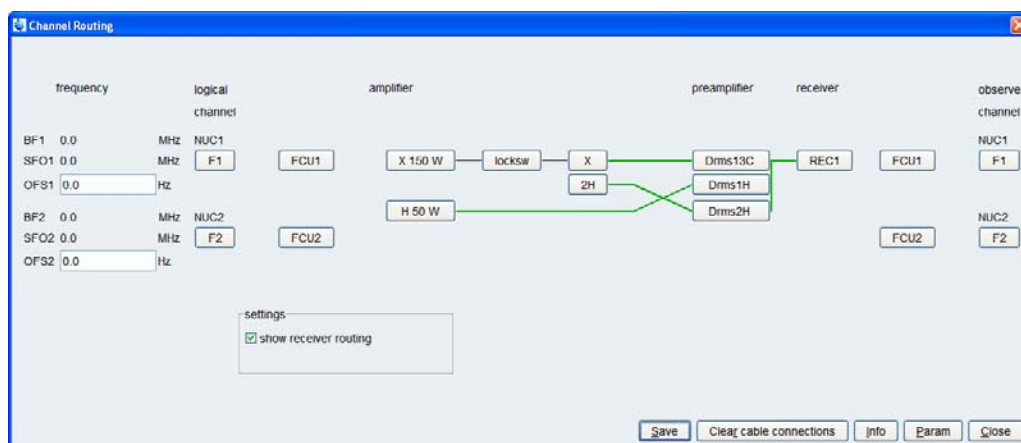 Channel Routing
frequency logical amplifier preamplifier receiver observe
channel channel
BF1 0.0 MHz NUC1 NUC1
SFO1 0.0 MHz F1 FCU1 X 150 W locksw X Drms13C REC1 FCU1 F1
OFS1 0.0 Hz 2H Drms1H
BF2 0.0 MHz NUC2 H 50 W Drms2H NUC2
SFO2 0.0 MHz F2 FCU2 FCU2 F2
OFS2 0.0 Hz
settings
show receiver routing
Save Clear cable connections Info Param Close